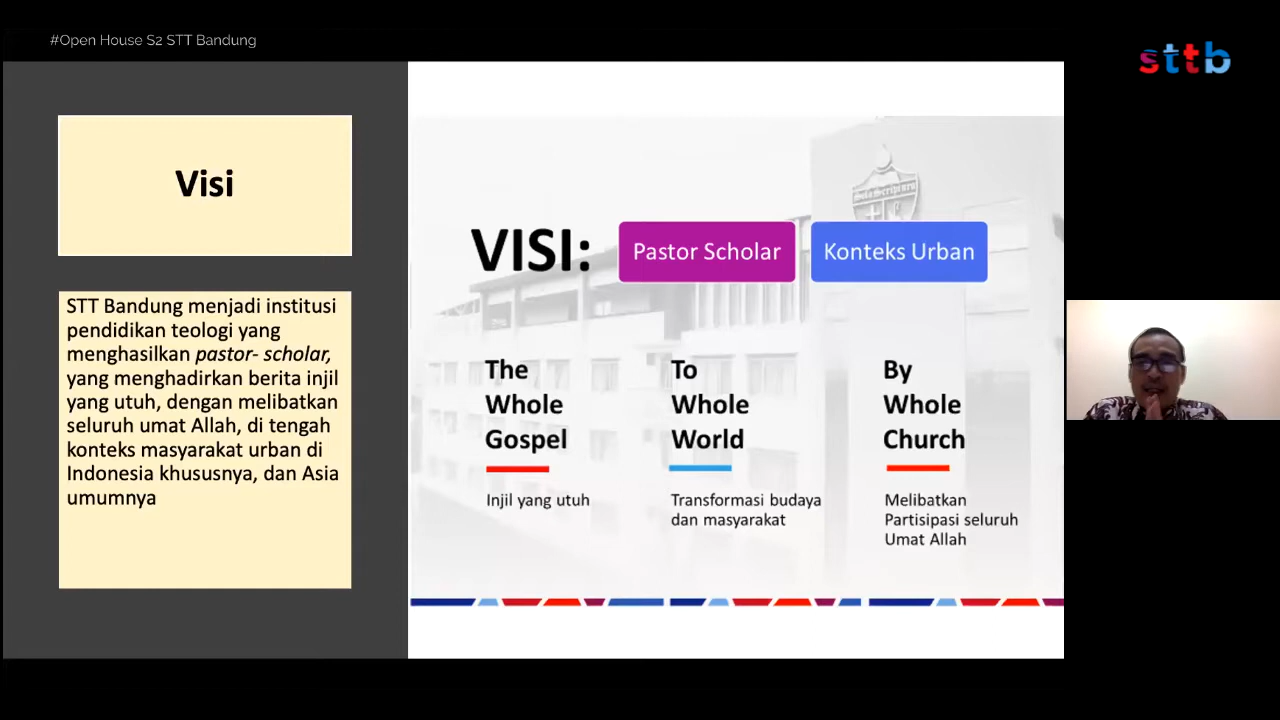 #Open House S2 STT Bandung
sttb
Visi
STT Bandung menjadi institusi
pendidikan teologi yang
menghasilkan pastor- scholar,
yang menghadirkan berita injil
yang utuh, dengan melibatkan
seluruh umat Allah, di tengah
konteks masyarakat urban di
Indonesia khususnya, dan Asia
umumnya
Sola Scriptura
VISI:
Pastor Scholar
Konteks Urban
The
Whole
Gospel
Injil yang utuh
To
Whole
World
Transformasi budaya
dan masyarakat
By
Whole
Church
Melibatkan
Partisipasi seluruh
Umat Allah